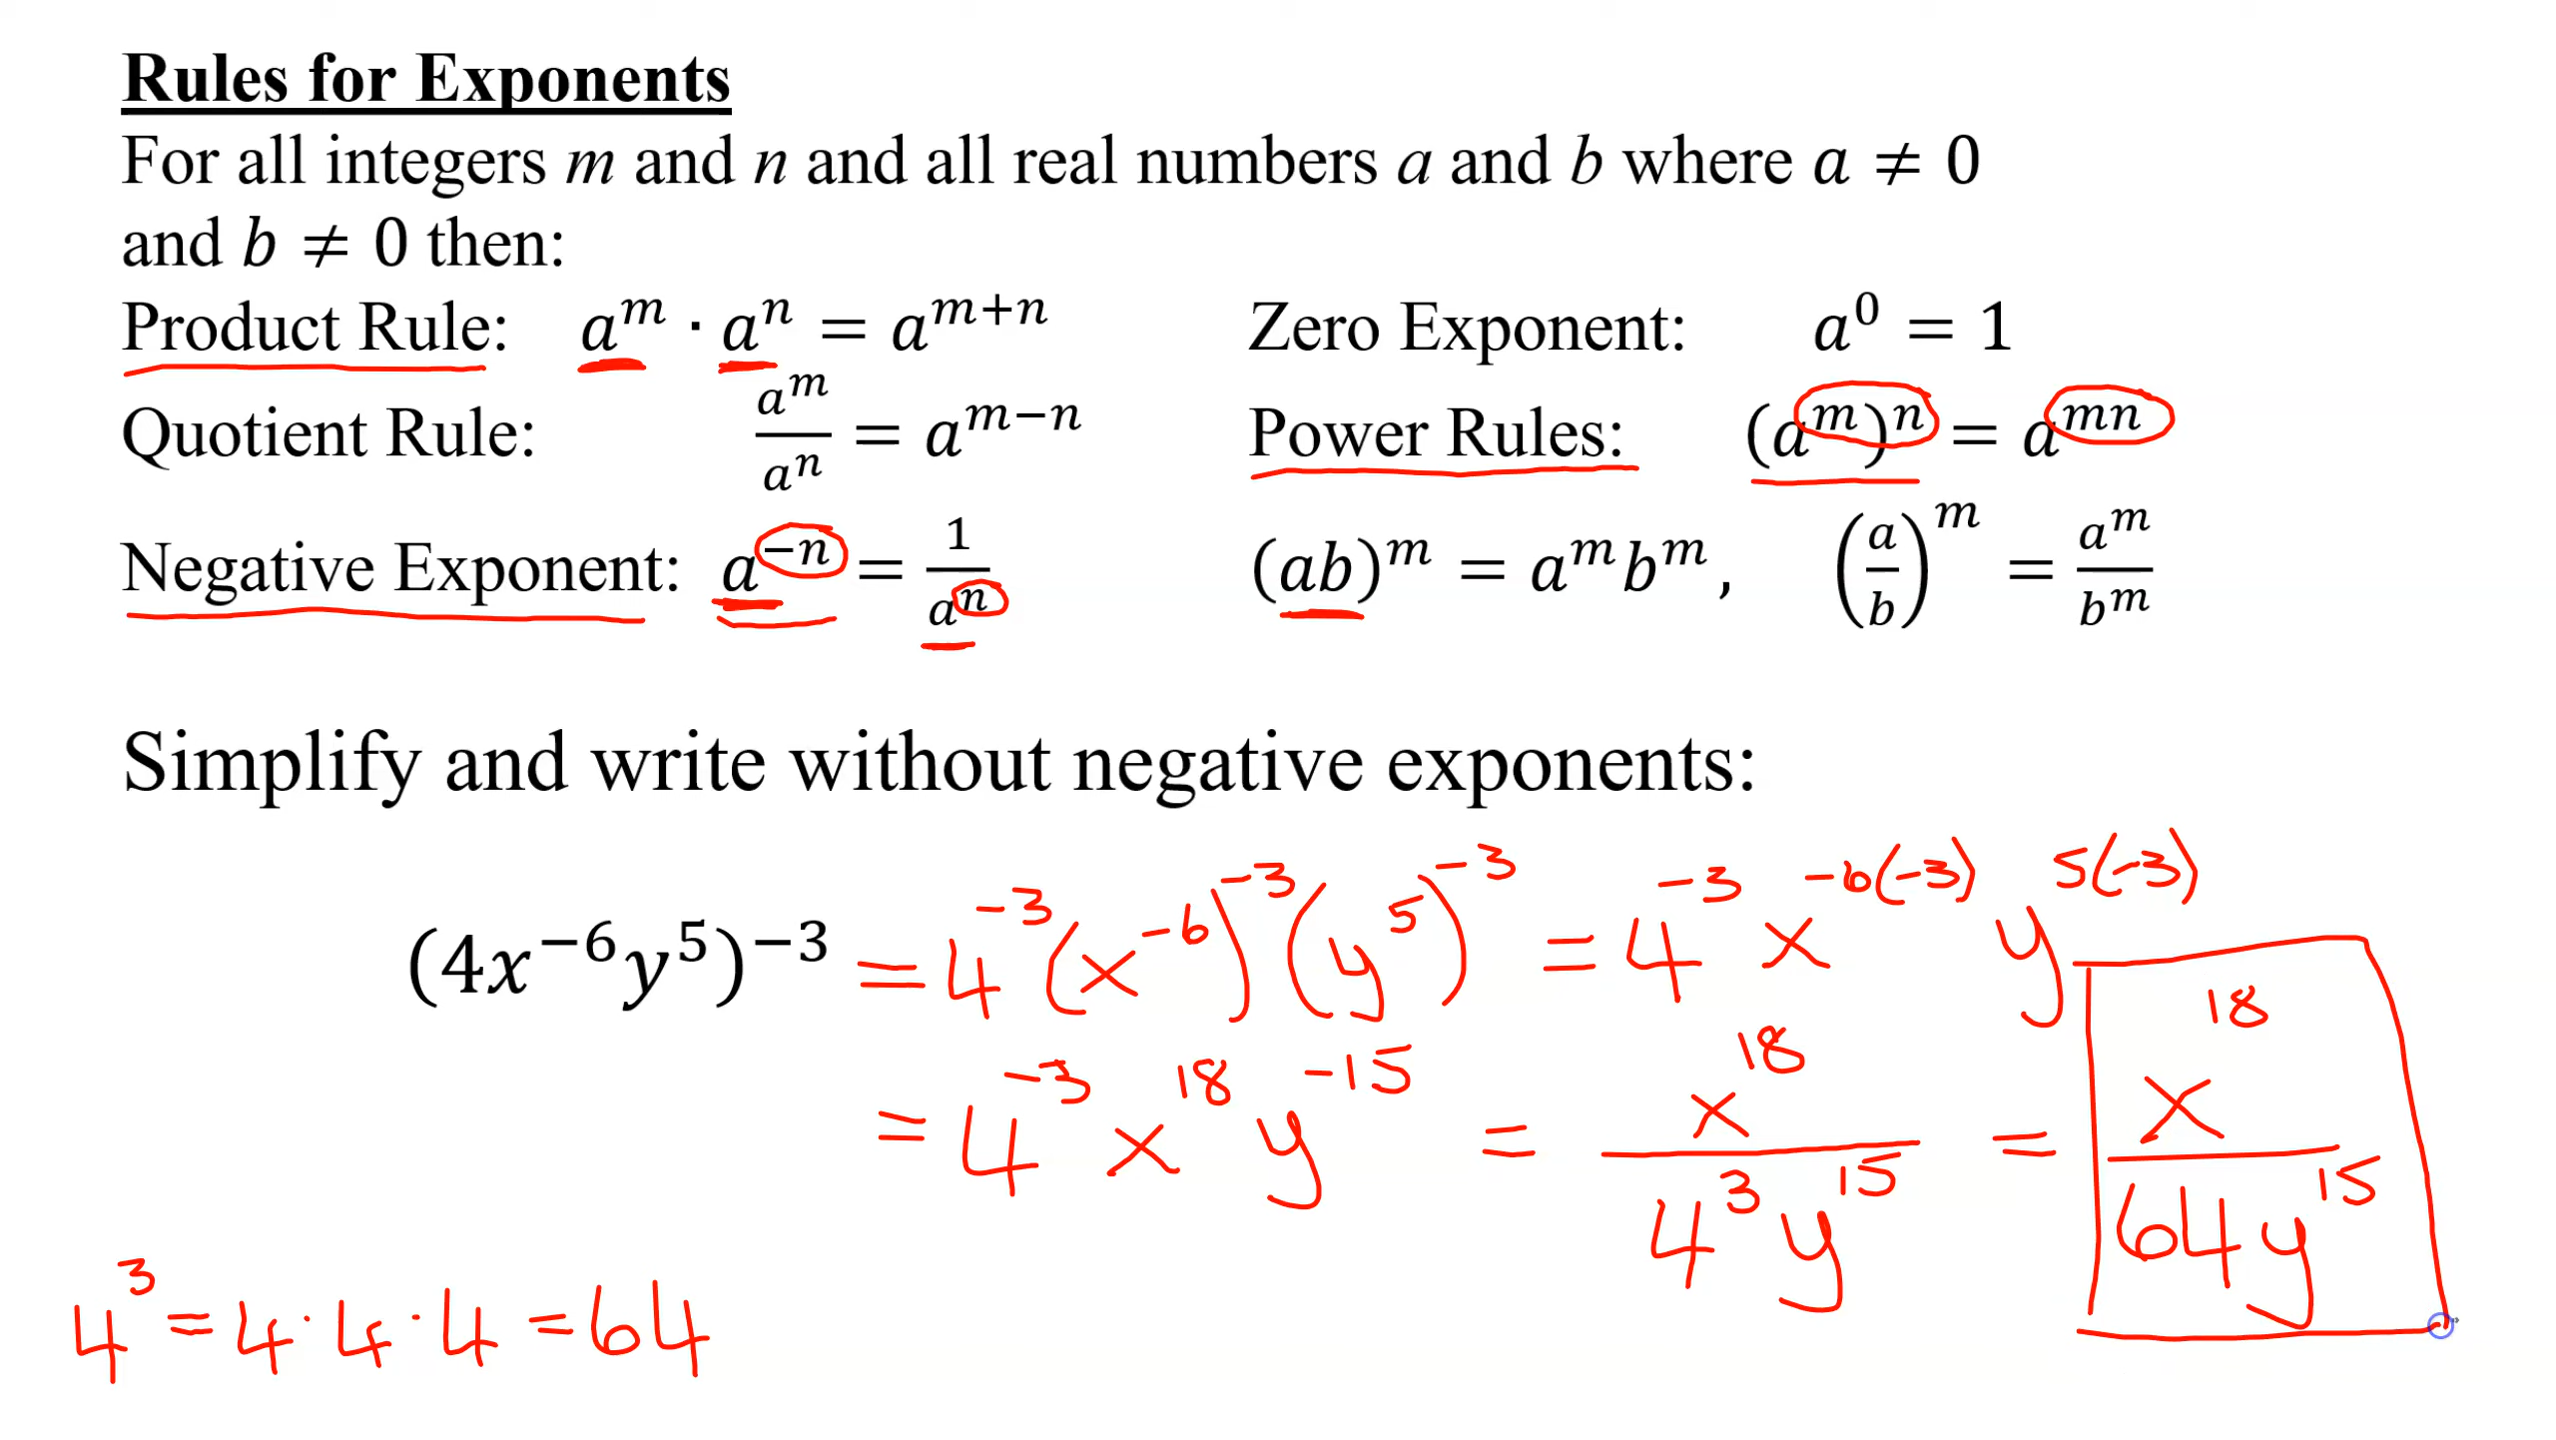 Rules for Exponents
For all integers m and n and all real numbers a and b where a ≠ 0
and b ≠ 0 then:
Product Rule: a^m · a^n = a^(m+n)
Zero Exponent: a^0 = 1
Quotient Rule: a^m/a^n = a^(m−n)
Power Rules: (a^m)^n = a^(mn)
Negative Exponent: a^(−n) = 1/a^n
(ab)^m = a^m b^m, (a/b)^m = a^m/b^m
Simplify and write without negative exponents:
(4x^(−6)y^5)^(−3) = 4^(−3)(x^(−6))^(−3)(y^5)^(−3) = 4^(−3) x^(−6(−3)) y^(5(−3))
= 4^(−3) x^18 y^(−15) = x^18/(4^3 y^15) = x^18/(64y^15)
4^3 = 4·4·4 = 64